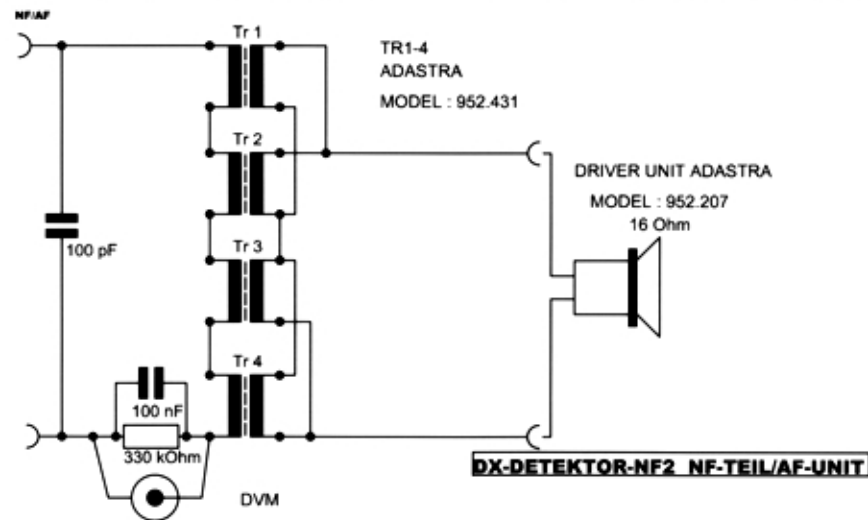 NF/AF
Tr 1
TR1-4
ADASTRA
MODEL : 952.431
Tr 2
DRIVER UNIT ADASTRA
MODEL : 952.207
16 Ohm
100 pF
Tr 3
Tr 4
100 nF
330 kOhm
DX-DETEKTOR-NF2 NF-TEIL/AF-UNIT
DVM